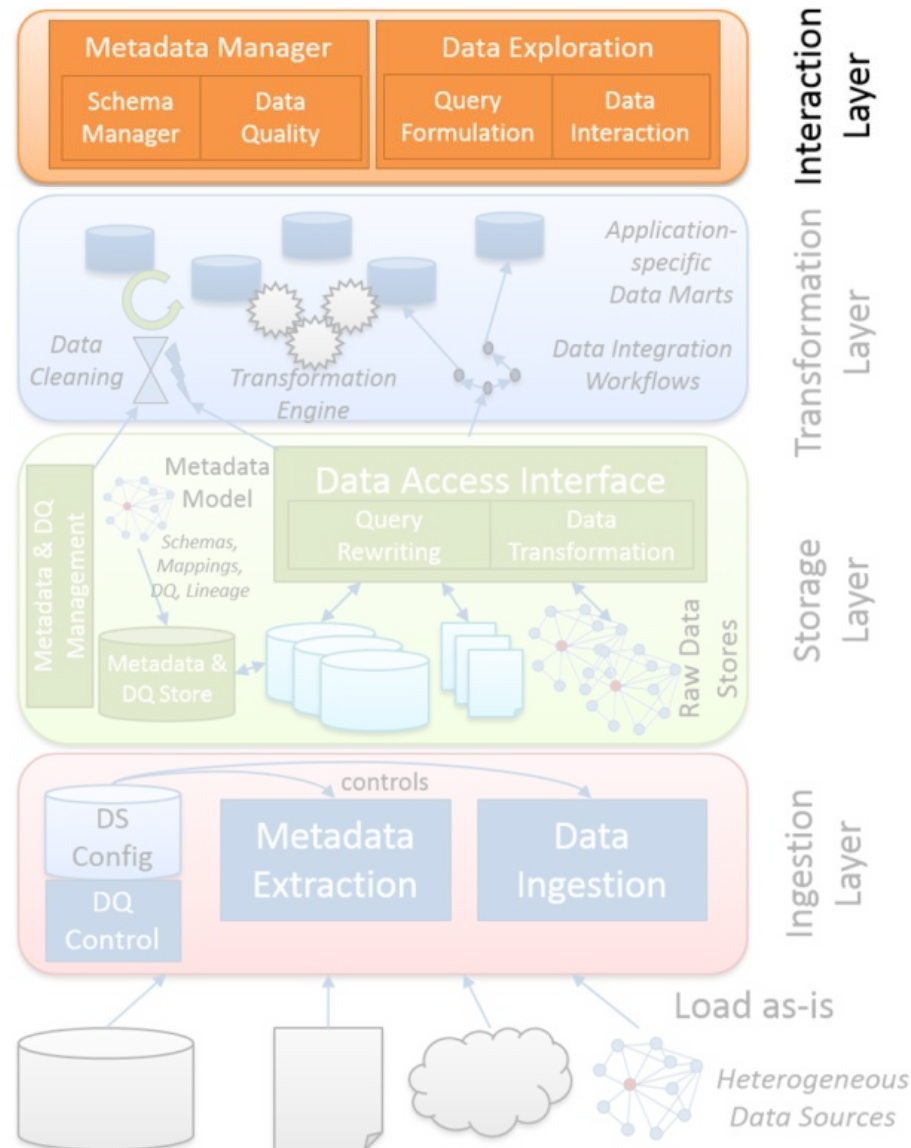 Metadata Manager
Data Exploration
Schema
Manager
Data
Quality
Query
Formulation
Data
Interaction
Interaction
Layer
Application-
specific
Data Marts
Data
Cleaning
Transformation
Engine
Data Integration
Workflows
Transformation
Layer
Metadata & DQ
Management
Metadata
Model
Schemas,
Mappings,
DQ, Lineage
Metadata &
DQ Store
Data Access Interface
Query
Rewriting
Data
Transformation
Raw Data
Stores
Storage
Layer
controls
DS
Config
DQ
Control
Metadata
Extraction
Data
Ingestion
Ingestion
Layer
Load as-is
Heterogeneous
Data Sources